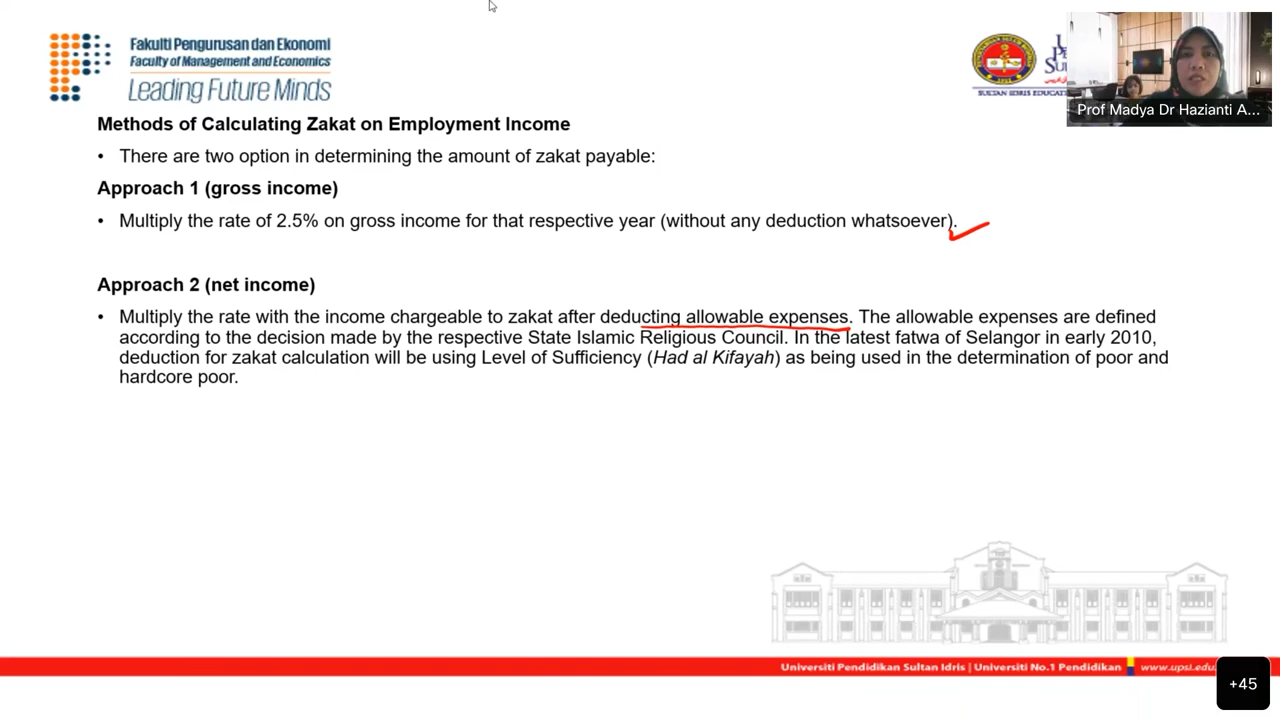 Fakulti Pengurusan dan Ekonomi
Faculty of Management and Economics
Leading Future Minds
SULTAN IDRIS EDUCAT
Prof Madya Dr Hazianti A...
Methods of Calculating Zakat on Employment Income
• There are two option in determining the amount of zakat payable:
Approach 1 (gross income)
• Multiply the rate of 2.5% on gross income for that respective year (without any deduction whatsoever).
Approach 2 (net income)
• Multiply the rate with the income chargeable to zakat after deducting allowable expenses. The allowable expenses are defined
according to the decision made by the respective State Islamic Religious Council. In the latest fatwa of Selangor in early 2010,
deduction for zakat calculation will be using Level of Sufficiency (Had al Kifayah) as being used in the determination of poor and
hardcore poor.
Universiti Pendidikan Sultan Idris | Universiti No.1 Pendidikan
www.upsi.edu.
+45